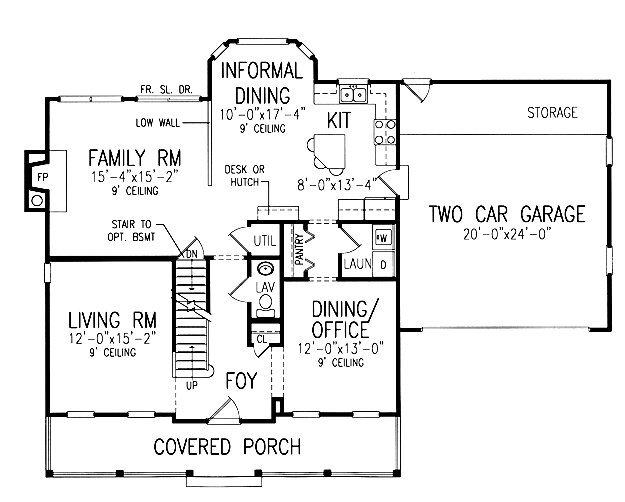 INFORMAL
DINING
10'-0"x17'-4"
9' CEILING
FR. SL. DR.
LOW WALL
KIT
8'-0"x13'-4"
STORAGE
FAMILY RM
15'-4"x15'-2"
9' CEILING
FP
DESK OR
HUTCH
TWO CAR GARAGE
20'-0"x24'-0"
STAIR TO
OPT. BSMT
DN
UTIL
PANTRY
W
LAUN
D
LAV
LIVING RM
12'-0"x15'-2"
9' CEILING
UP
CL
FOY
DINING/
OFFICE
12'-0"x13'-0"
9' CEILING
COVERED PORCH